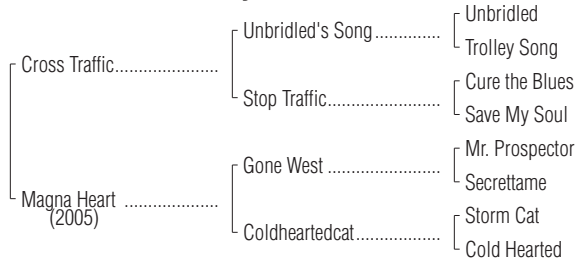 Unbridled
Unbridled's Song..............
Trolley Song
Cross Traffic.....................
Cure the Blues
Stop Traffic.......................
Save My Soul
Mr. Prospector
Gone West .......................
Secrettame
Magna Heart ...................
(2005)
Storm Cat
Coldheartedcat.................
Cold Hearted